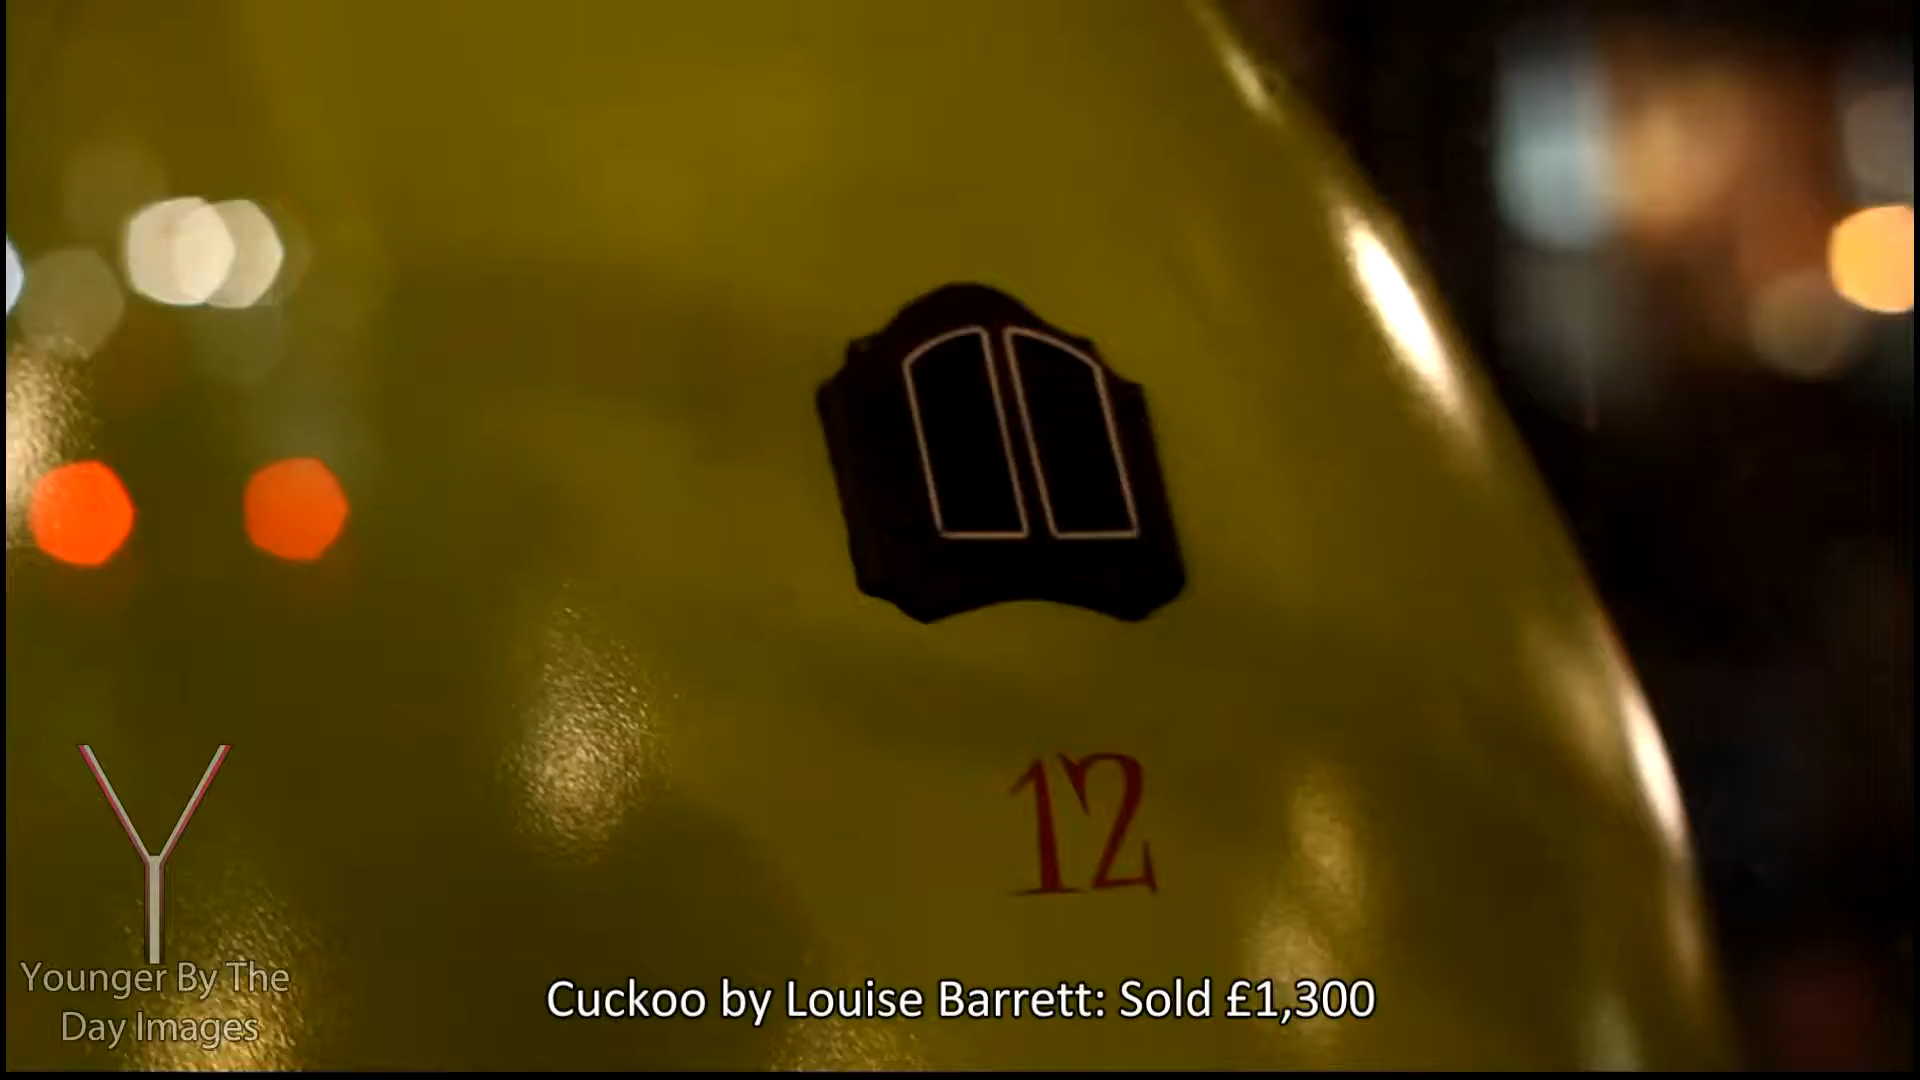 12
Y
Younger By The
Day Images
Cuckoo by Louise Barrett: Sold £1,300